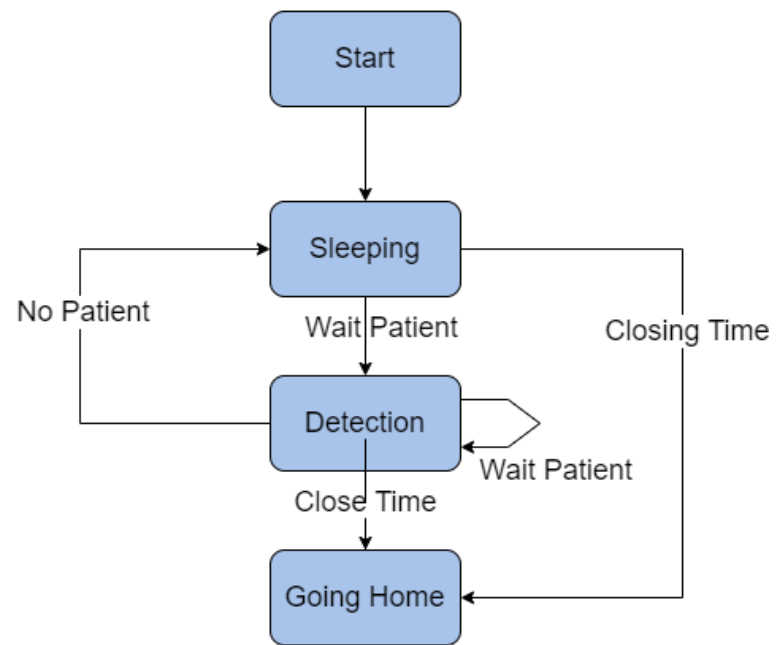 Start
Sleeping
No Patient
Wait Patient
Closing Time
Detection
Wait Patient
Close Time
Going Home